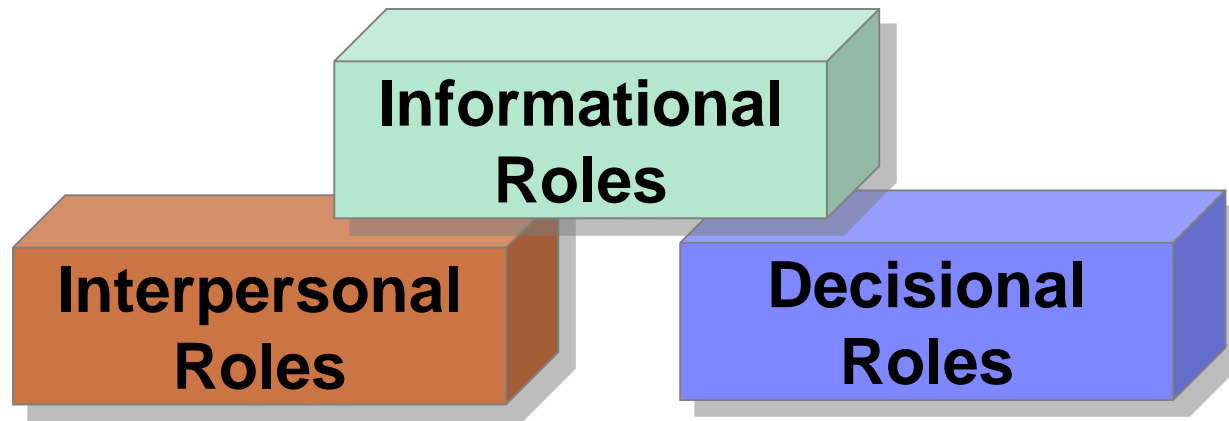 Informational
Roles
Interpersonal
Roles
Decisional
Roles